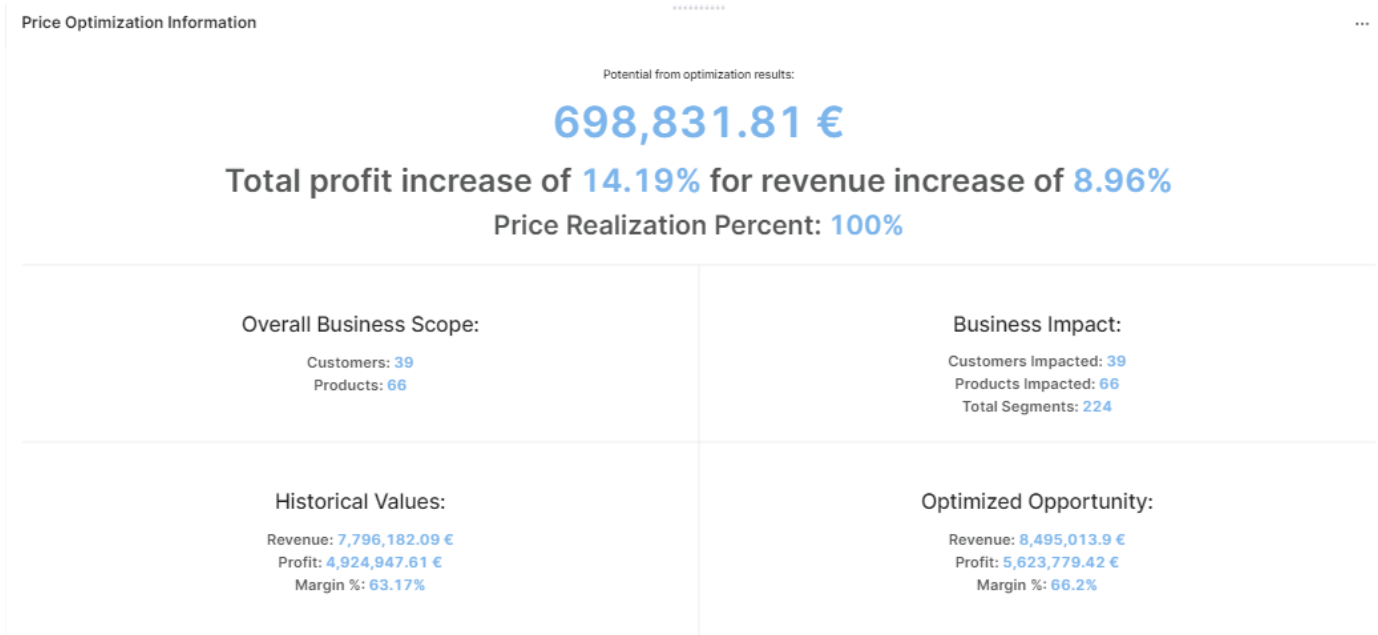 Price Optimization Information
...
Potential from optimization results:
698,831.81 €
Total profit increase of 14.19% for revenue increase of 8.96%
Price Realization Percent: 100%
Overall Business Scope:
Customers: 39
Products: 66
Business Impact:
Customers Impacted: 39
Products Impacted: 66
Total Segments: 224
Historical Values:
Revenue: 7,796,182.09 €
Profit: 4,924,947.61 €
Margin %: 63.17%
Optimized Opportunity:
Revenue: 8,495,013.9 €
Profit: 5,623,779.42 €
Margin %: 66.2%